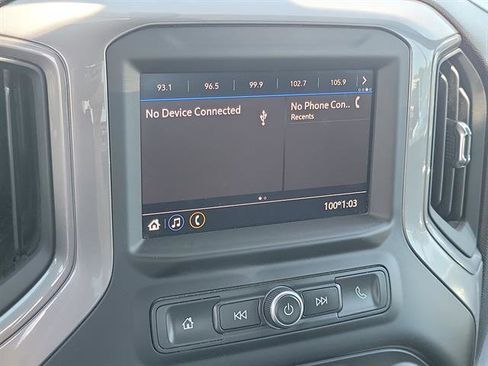 93.1 96.5 99.9 102.7 105.9
No Device Connected
No Phone Con..
Recents
100°1:03